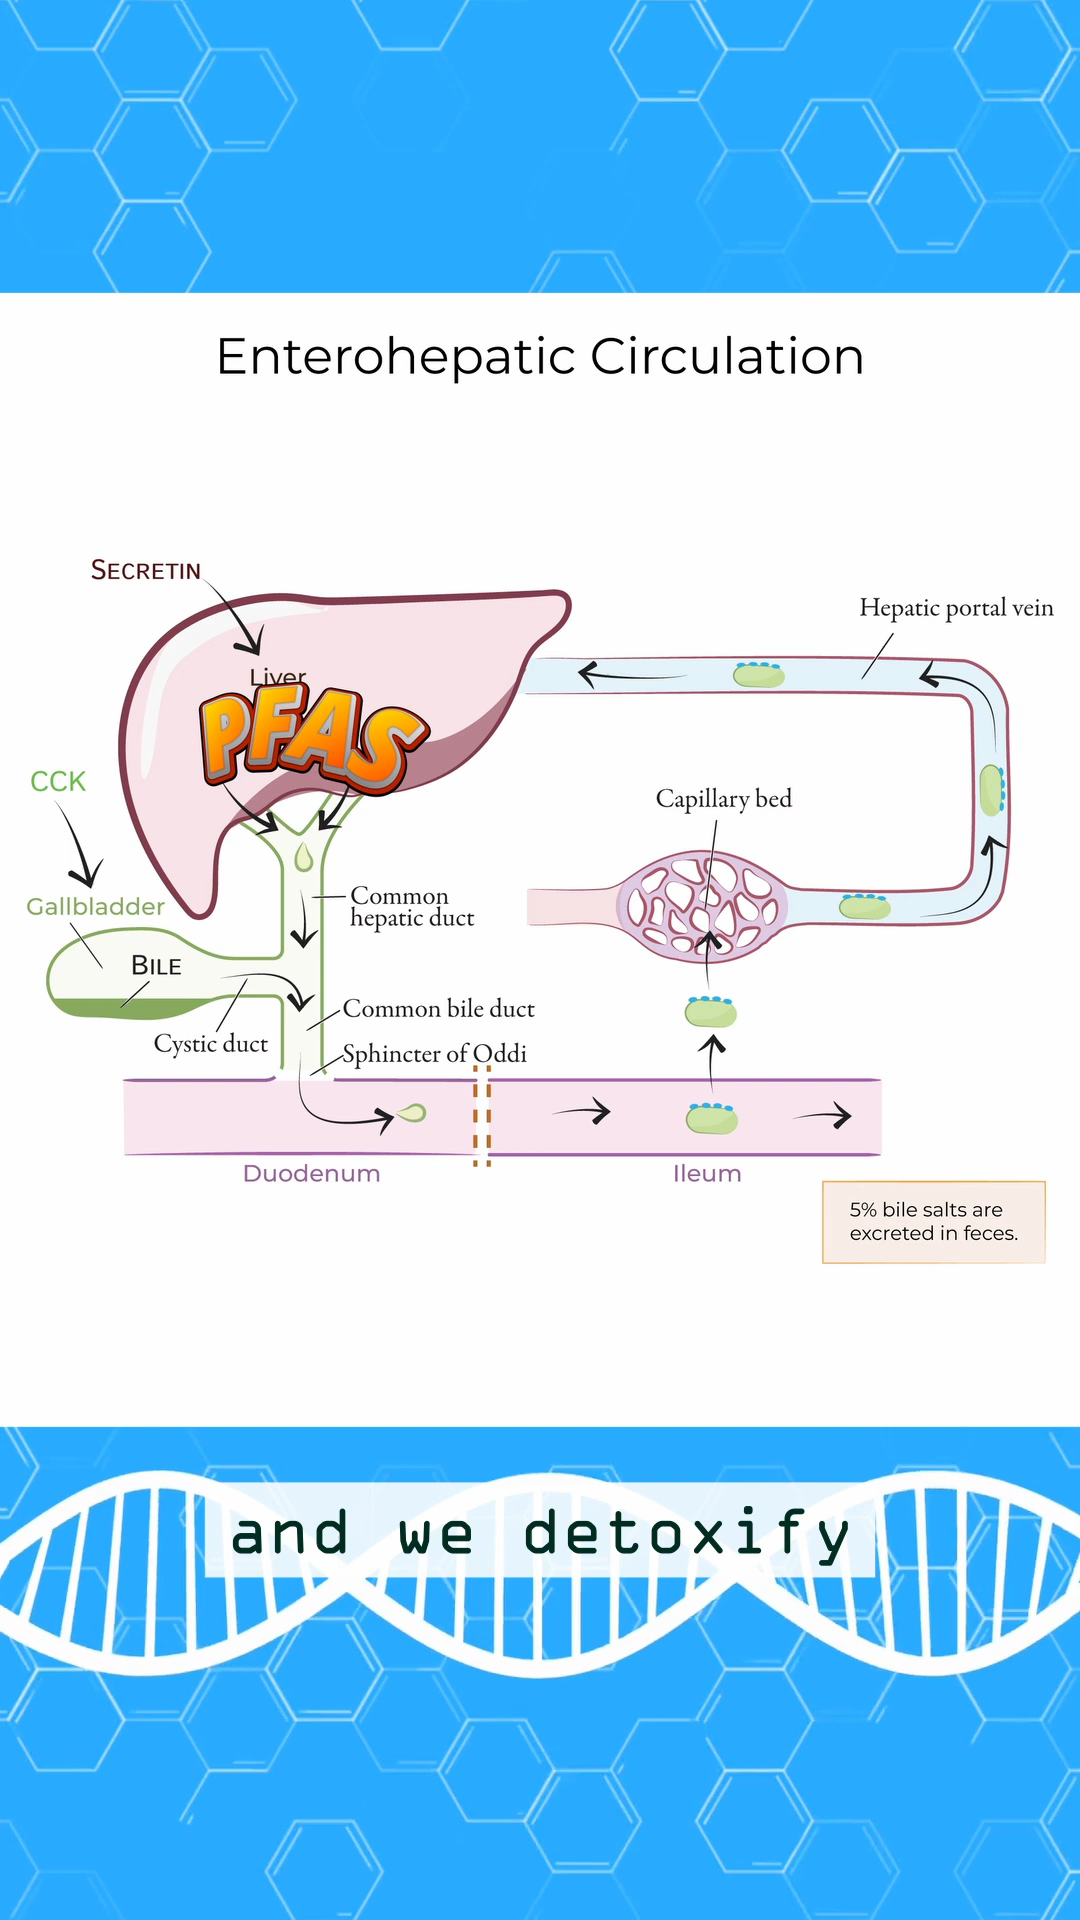 Enterohepatic Circulation
SECRETIN
Hepatic portal vein
Liver
PFAS
CCK
Capillary bed
Gallbladder
Common
hepatic duct
BILE
Common bile duct
Cystic duct
Sphincter of Oddi
Duodenum
Ileum
5% bile salts are
excreted in feces.
and we detoxify